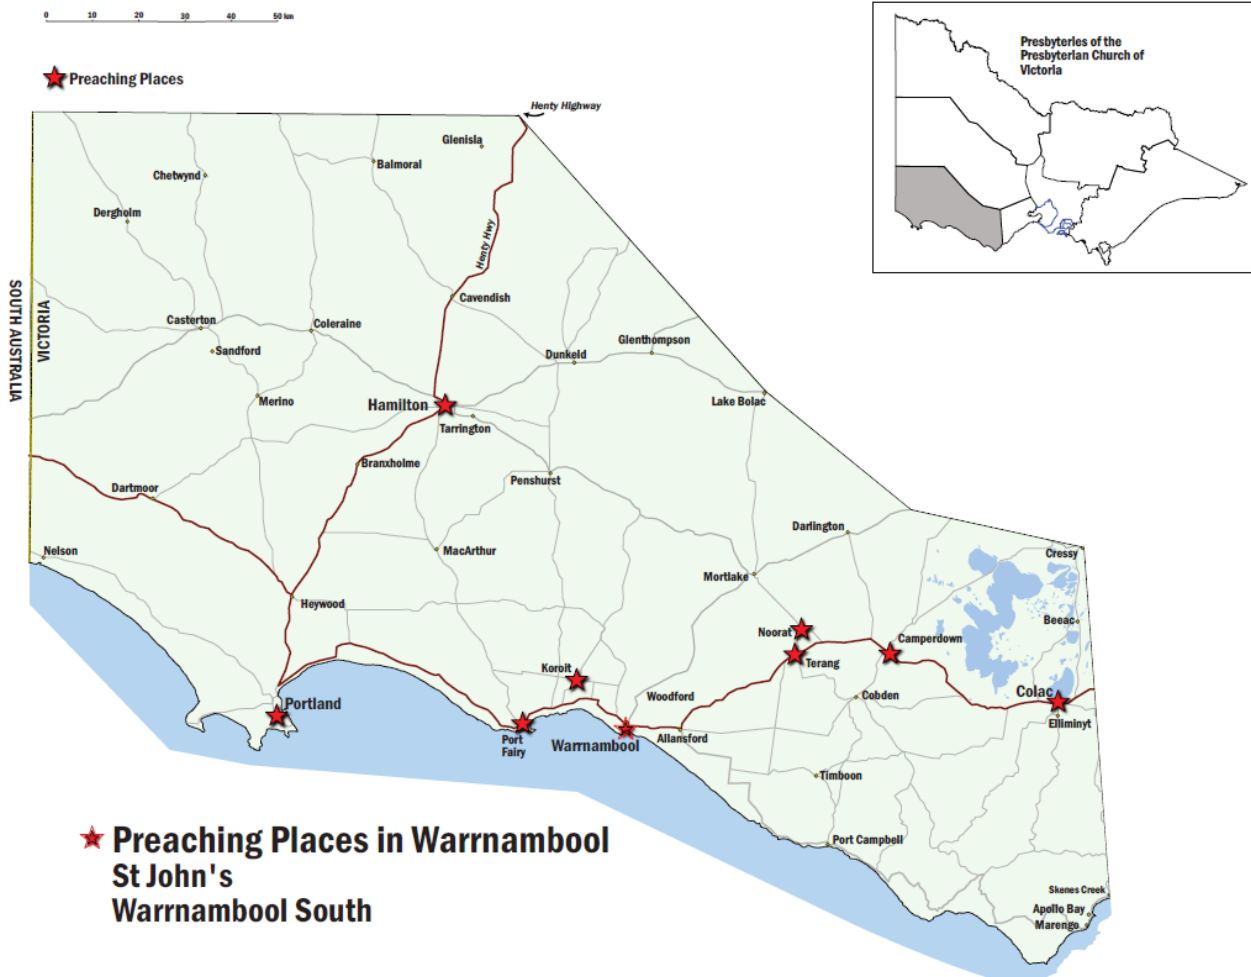 0 10 20 30 40 50 km
Preaching Places
Presbyteries of the
Presbyterian Church of
Victoria
Henty Highway
Glenisla
Balmoral
Chetwynd
Dergholm
Henty Hwy
SOUTH AUSTRALIA
VICTORIA
Cavendish
Casterton
Coleraine
Sandford
Dunkeld
Glenthompson
Merino
Hamilton
Lake Bolac
Tarrington
Branxholme
Penshurst
Dartmoor
Darlington
Nelson
MacArthur
Cressy
Mortlake
Heywood
Beeac
Noorat
Camperdown
Terang
Koroit
Woodford
Cobden
Colac
Portland
Elliminyt
Port
Fairy
Warrnambool
Allansford
Timboon
Port Campbell
Skenes Creek
Apollo Bay
Marengo
Preaching Places in Warrnambool
St John's
Warrnambool South